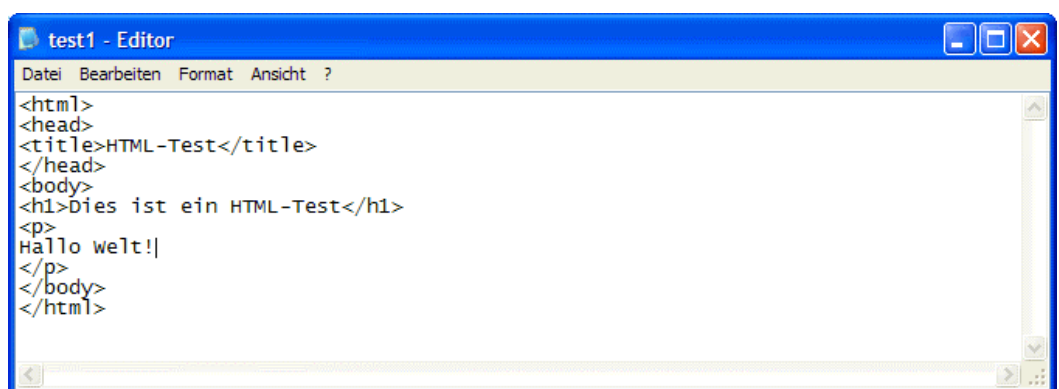 test1 - Editor
Datei Bearbeiten Format Ansicht ?
<html>
<head>
<title>HTML-Test</title>
</head>
<body>
<h1>Dies ist ein HTML-Test</h1>
<p>
Hallo Welt!
</p>
</body>
</html>